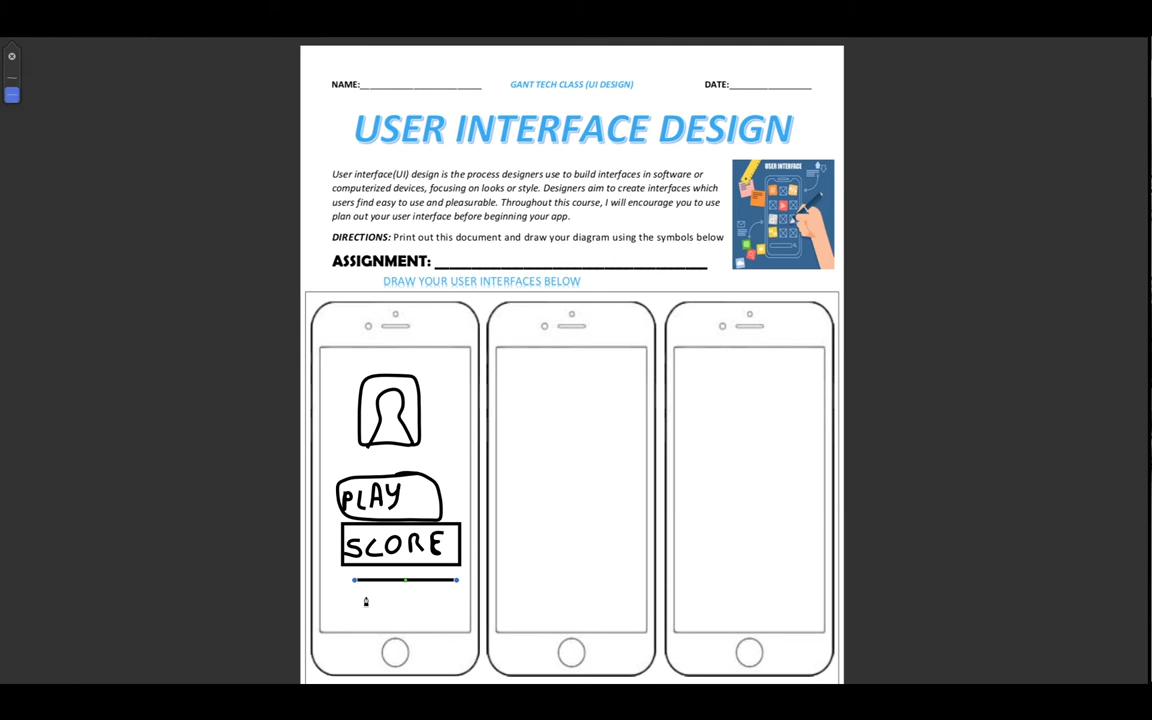 NAME:________________________ GANT TECH CLASS (UI DESIGN) DATE:________________
USER INTERFACE DESIGN
User interface(UI) design is the process designers use to build interfaces in software or
computerized devices, focusing on looks or style. Designers aim to create interfaces which
users find easy to use and pleasurable. Throughout this course, I will encourage you to use
plan out your user interface before beginning your app.
USER INTERFACE
DIRECTIONS: Print out this document and draw your diagram using the symbols below
ASSIGNMENT: ________________________________
DRAW YOUR USER INTERFACES BELOW
PLAY
SCORE